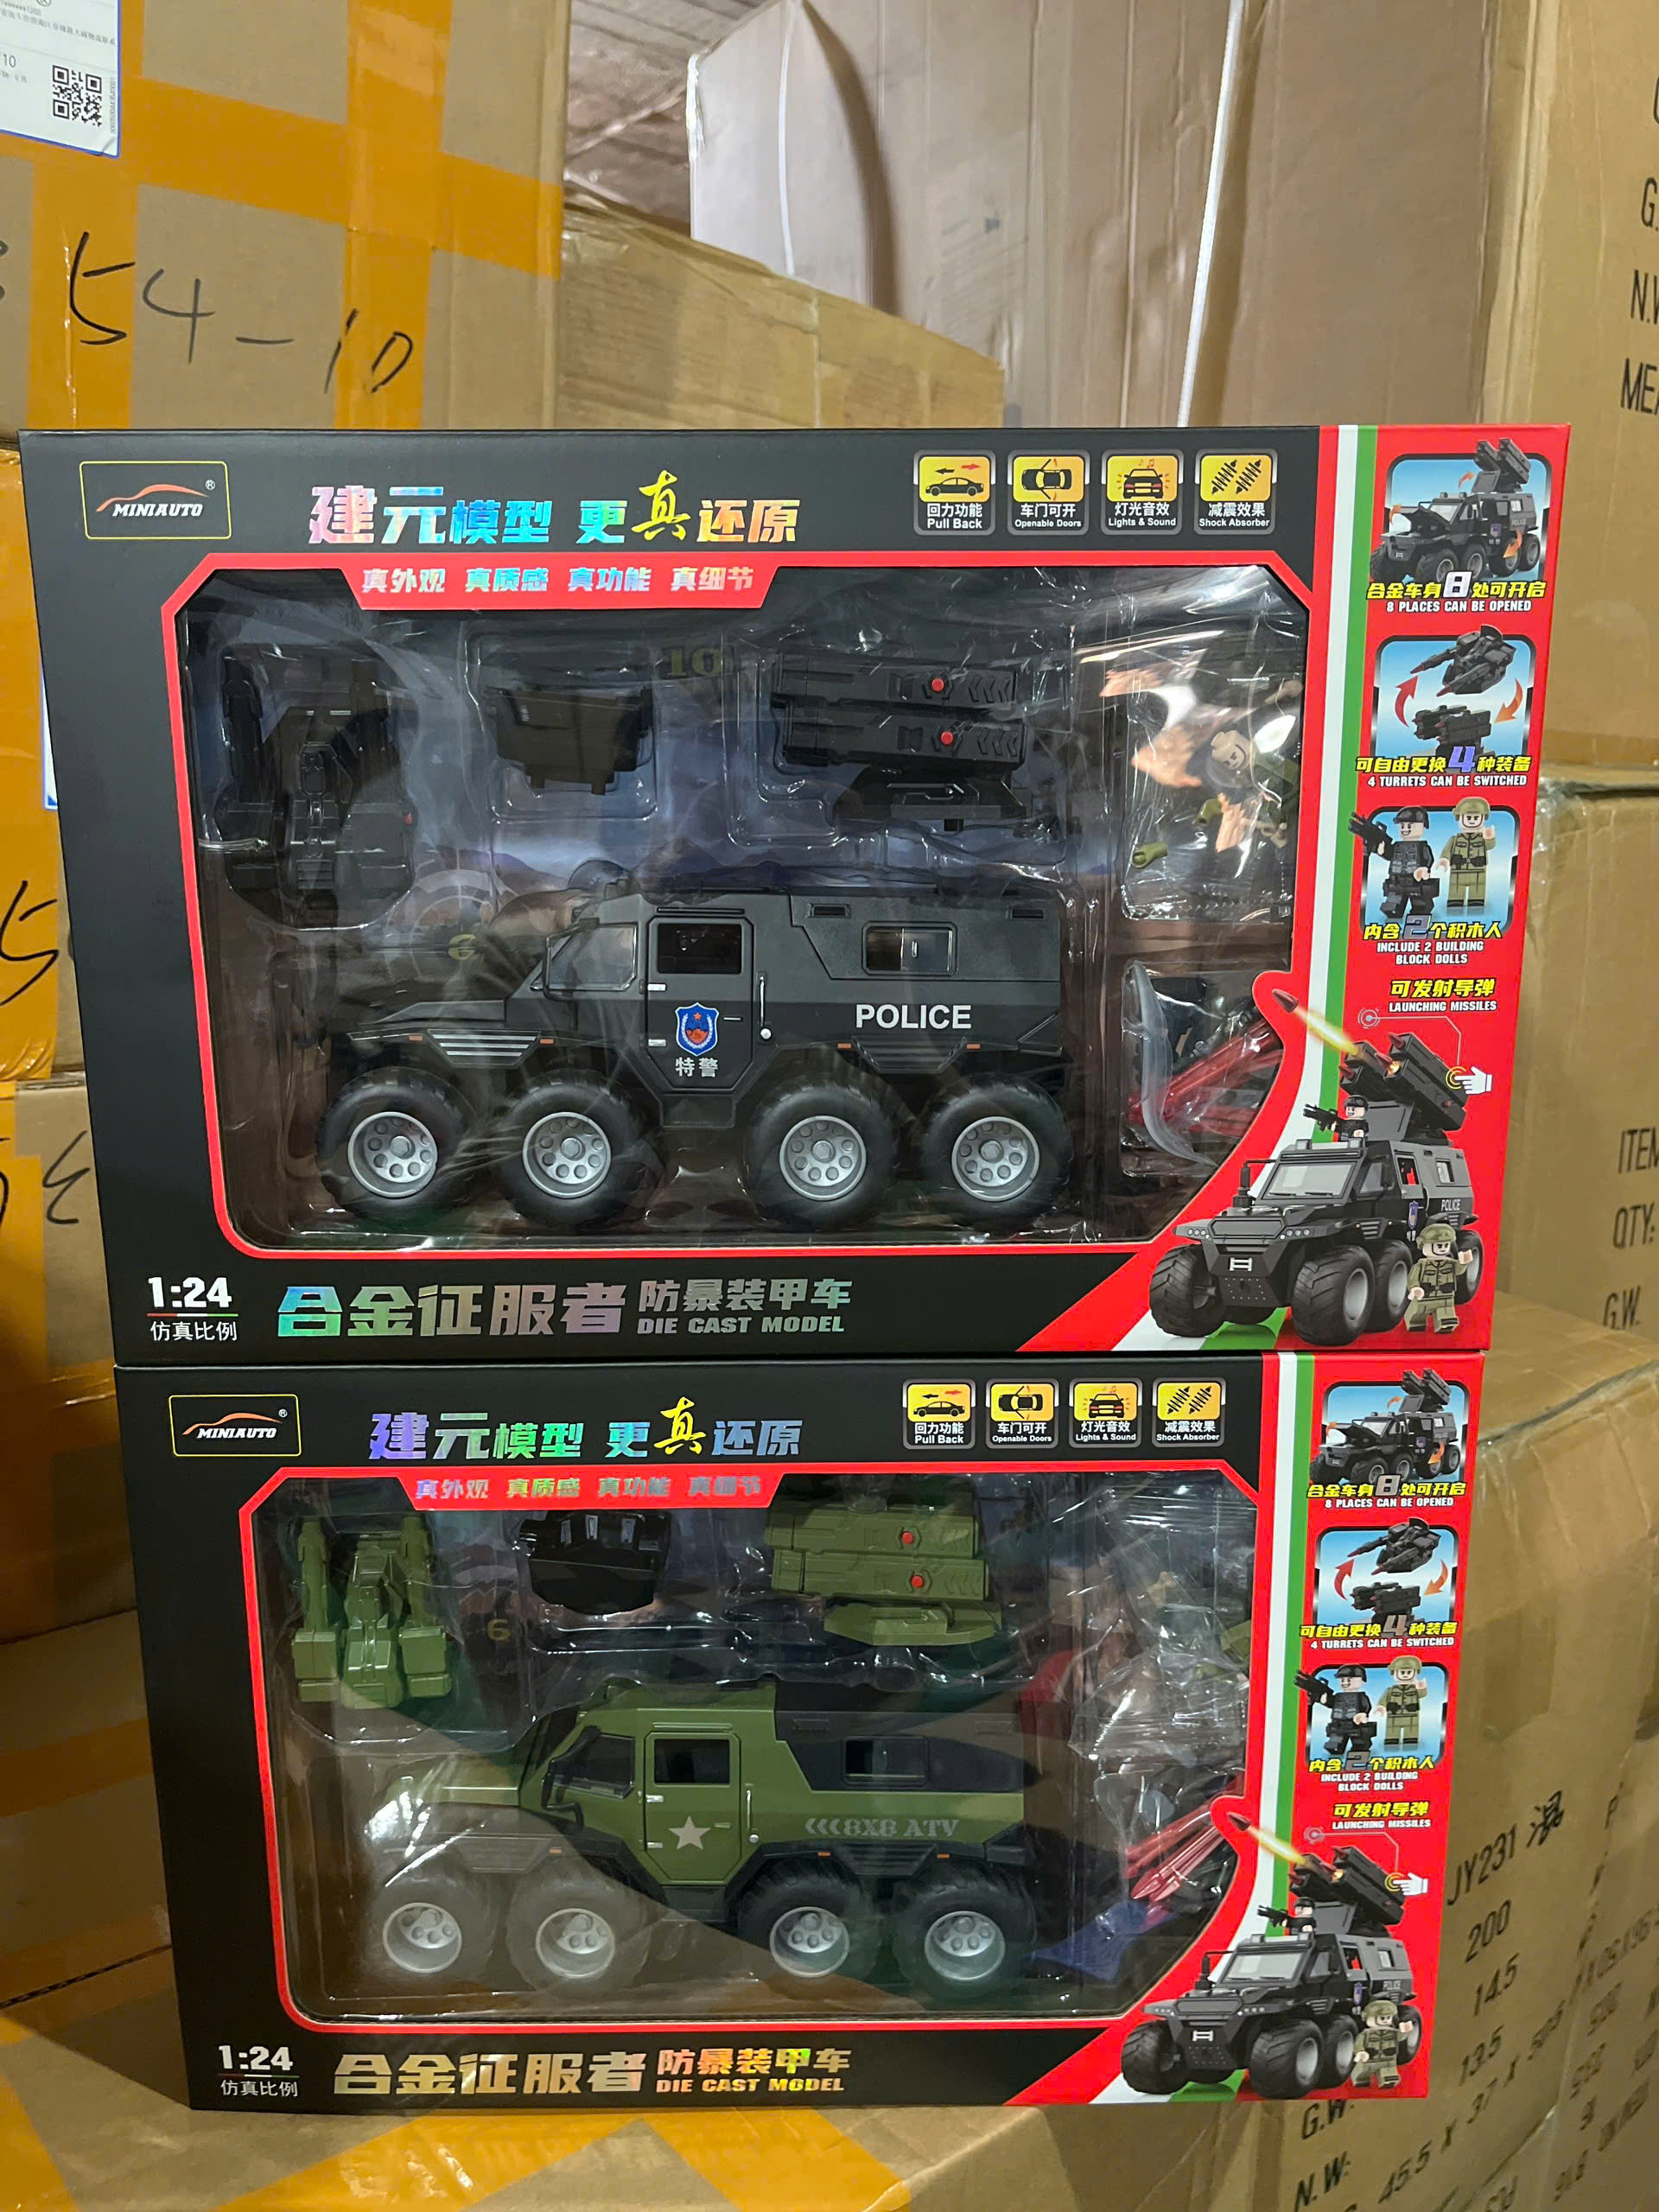 10
54-10
MINIAUTO®
建元模型 更真还原
回力功能
Pull Back
车门可开
Openable Doors
灯光音效
Lights & Sound
减震效果
Shock Absorber
真外观 真质感 真功能 真细节
合金车身8处可开启
8 PLACES CAN BE OPENED
可自由更换4种装备
4 TURRETS CAN BE SWITCHED
内含2个积木人
INCLUDE 2 BUILDING
BLOCK DOLLS
可发射导弹
LAUNCHING MISSILES
10
6
POLICE
特警
POLICE
1:24
仿真比例
合金征服者
防暴装甲车
DIE CAST MODEL
MINIAUTO®
建元模型 更真还原
回力功能
Pull Back
车门可开
Openable Doors
灯光音效
Lights & Sound
减震效果
Shock Absorber
真外观 真质感 真功能 真细节
合金车身8处可开启
8 PLACES CAN BE OPENED
可自由更换4种装备
4 TURRETS CAN BE SWITCHED
内含2个积木人
INCLUDE 2 BUILDING
BLOCK DOLLS
可发射导弹
LAUNCHING MISSILES
6
8X8 ATV
POLICE
1:24
仿真比例
合金征服者
防暴装甲车
DIE CAST MODEL
QTY:
G.W.
JY231 混
200
14.5
13.5
G.W:
N.W: